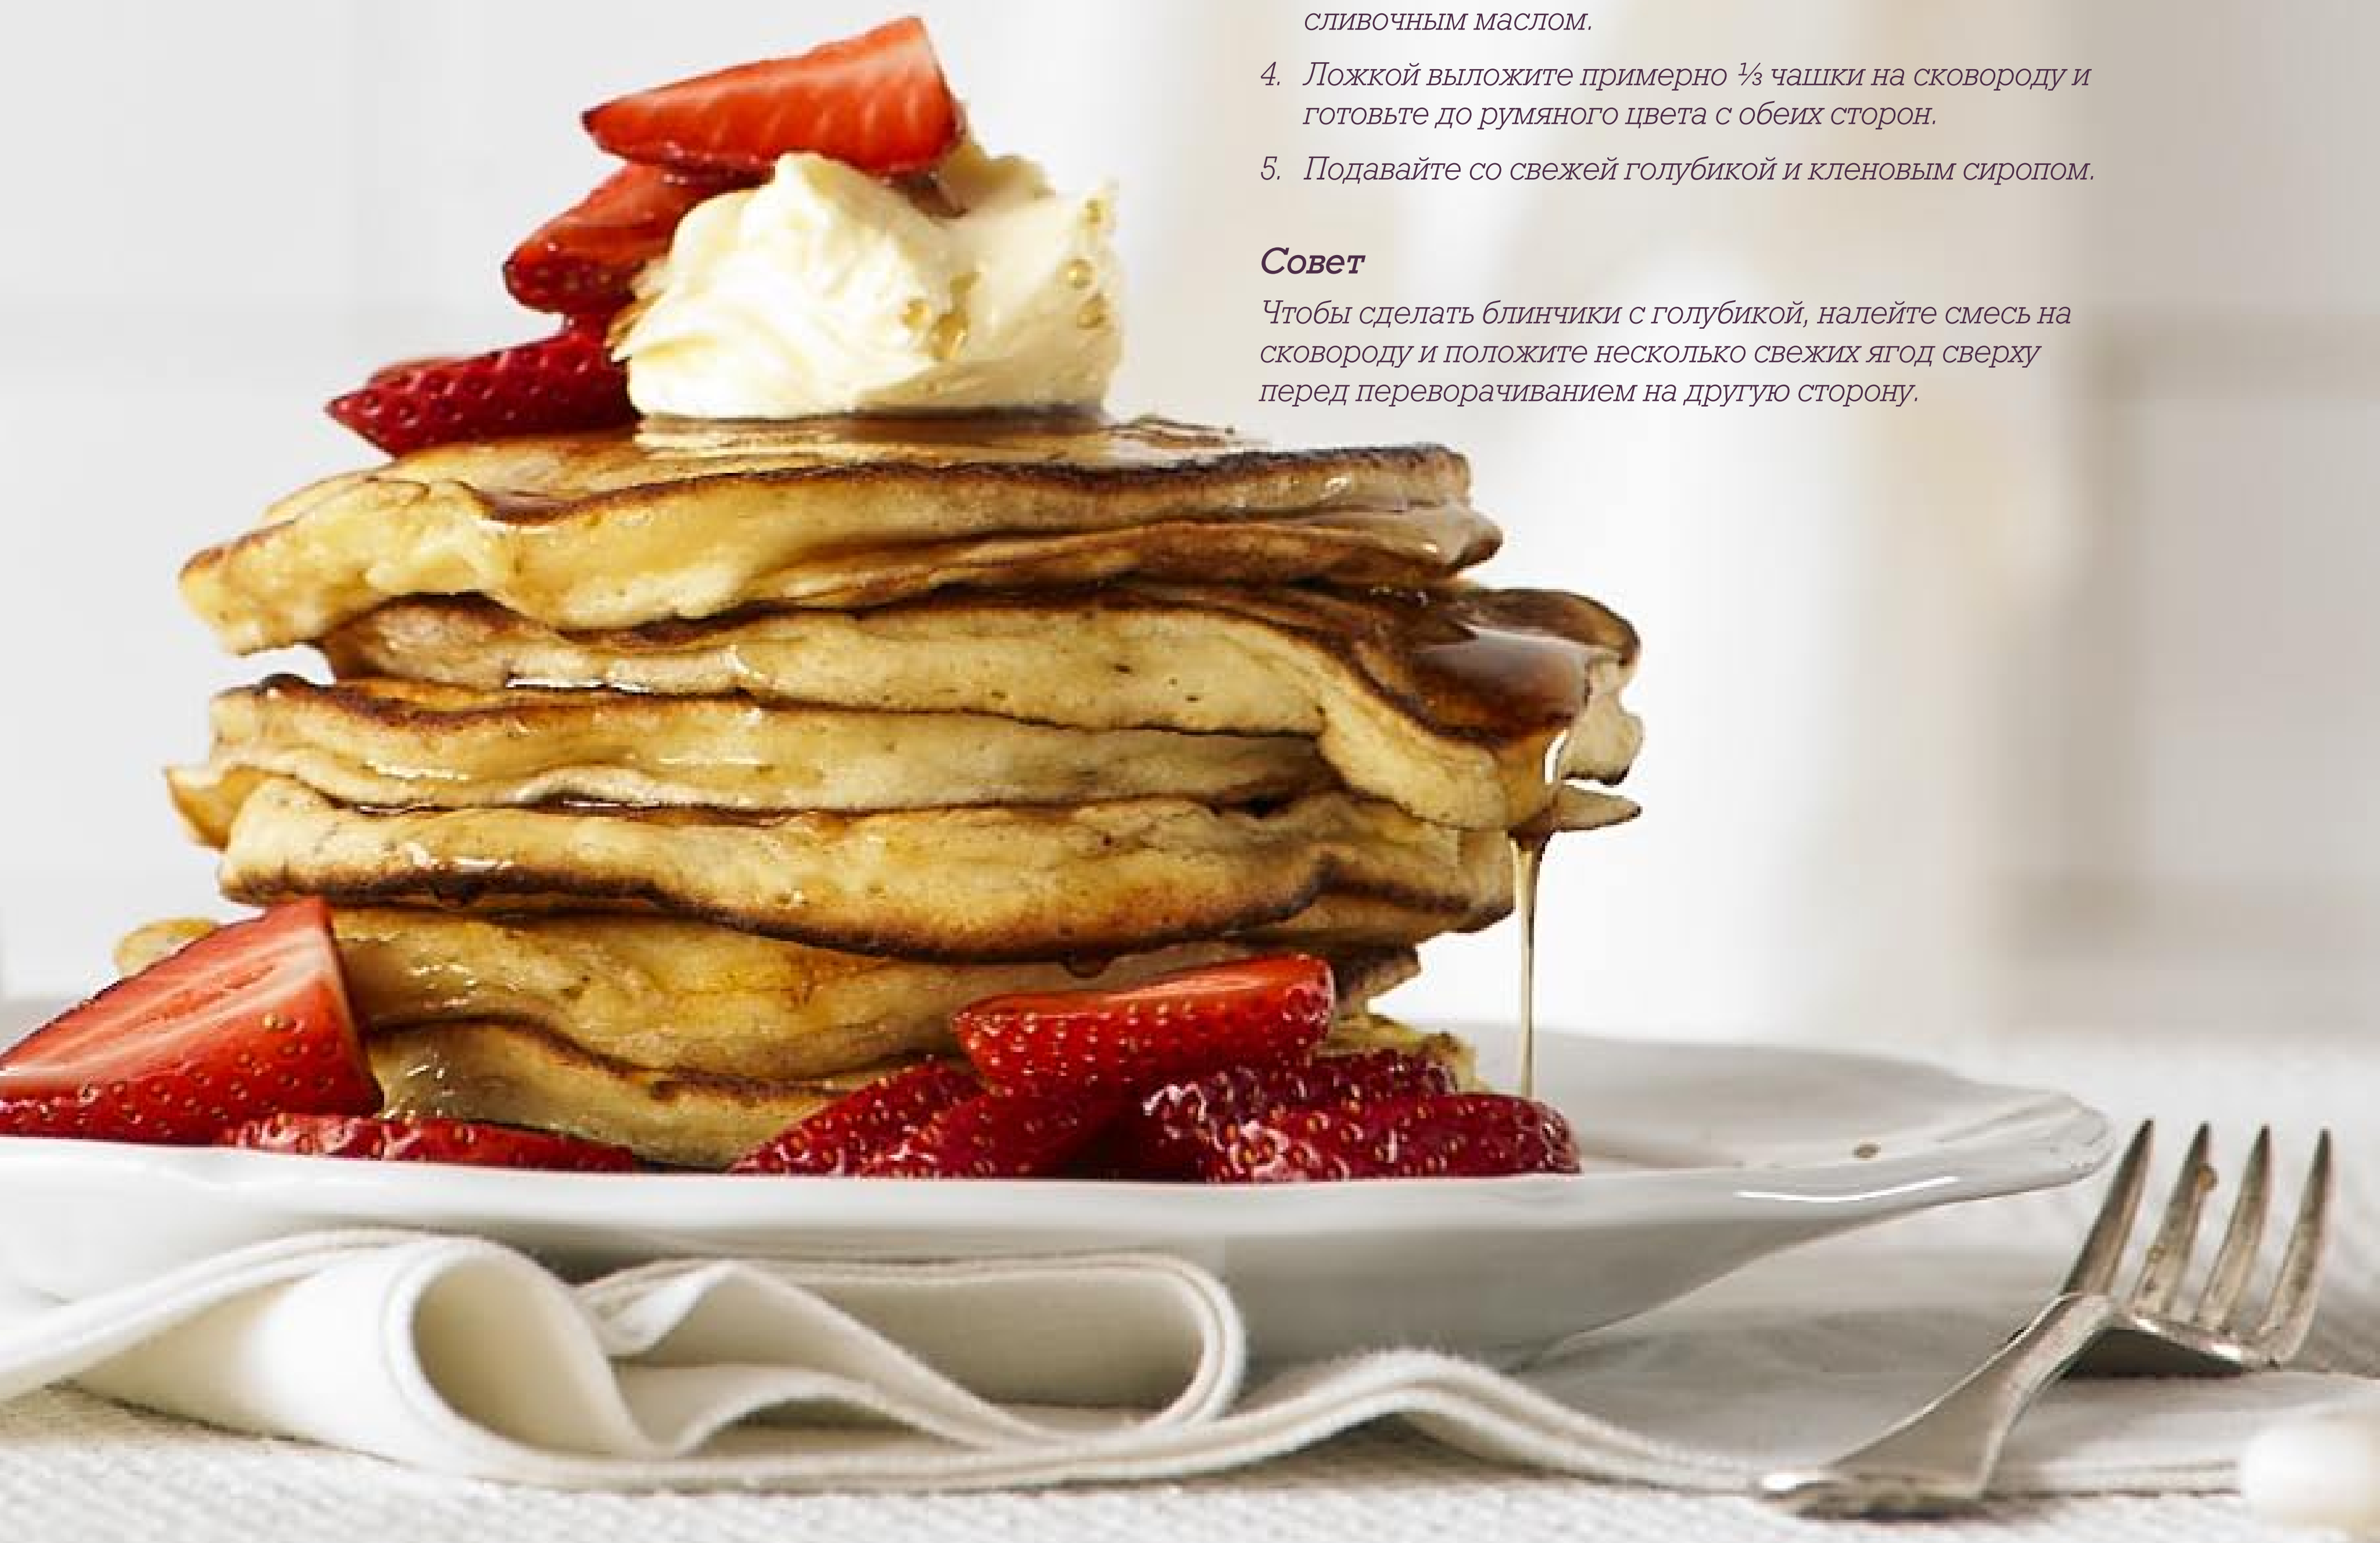 сливочным маслом.
4. Ложкой выложите примерно ⅓ чашки на сковороду и
готовьте до румяного цвета с обеих сторон.
5. Подавайте со свежей голубикой и кленовым сиропом.
Совет
Чтобы сделать блинчики с голубикой, налейте смесь на
сковороду и положите несколько свежих ягод сверху
перед переворачиванием на другую сторону.